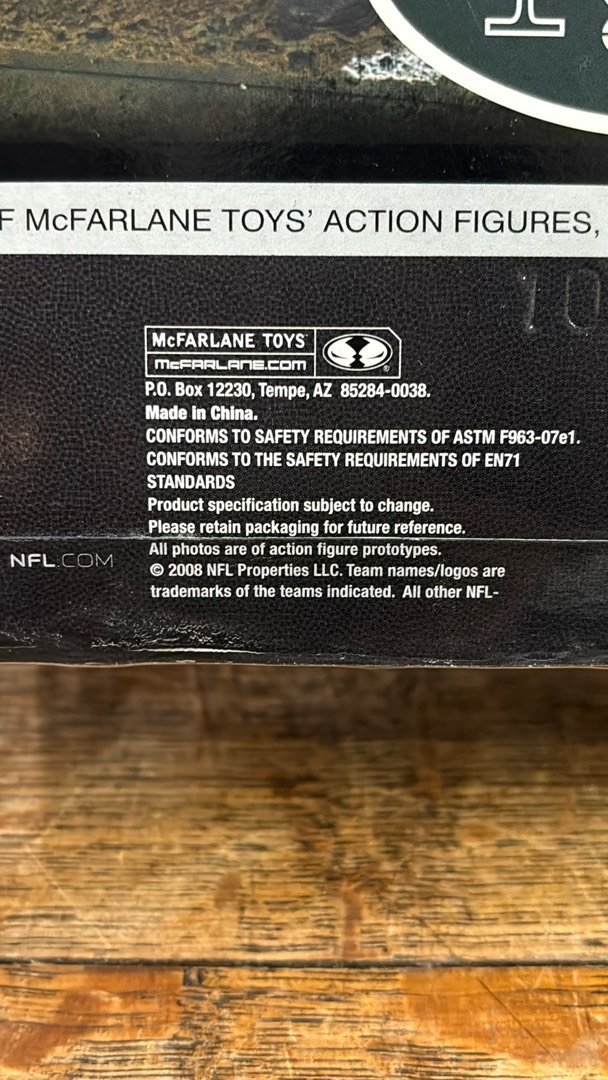 F McFARLANE TOYS' ACTION FIGURES,
10
McFARLANE TOYS
McFARLANE.COM
®
P.O. Box 12230, Tempe, AZ 85284-0038.
Made in China.
CONFORMS TO SAFETY REQUIREMENTS OF ASTM F963-07e1.
CONFORMS TO THE SAFETY REQUIREMENTS OF EN71
STANDARDS
Product specification subject to change.
Please retain packaging for future reference.
All photos are of action figure prototypes.
NFL.COM
© 2008 NFL Properties LLC. Team names/logos are
trademarks of the teams indicated. All other NFL-